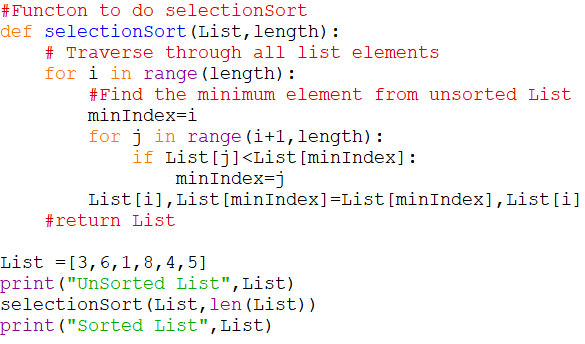 #Functon to do selectionSort
def selectionSort(List,length):
    # Traverse through all list elements
    for i in range(length):
        #Find the minimum element from unsorted List
        minIndex=i
        for j in range(i+1,length):
            if List[j]<List[minIndex]:
                minIndex=j
        List[i],List[minIndex]=List[minIndex],List[i]
    #return List

List =[3,6,1,8,4,5]
print("UnSorted List",List)
selectionSort(List,len(List))
print("Sorted List",List)